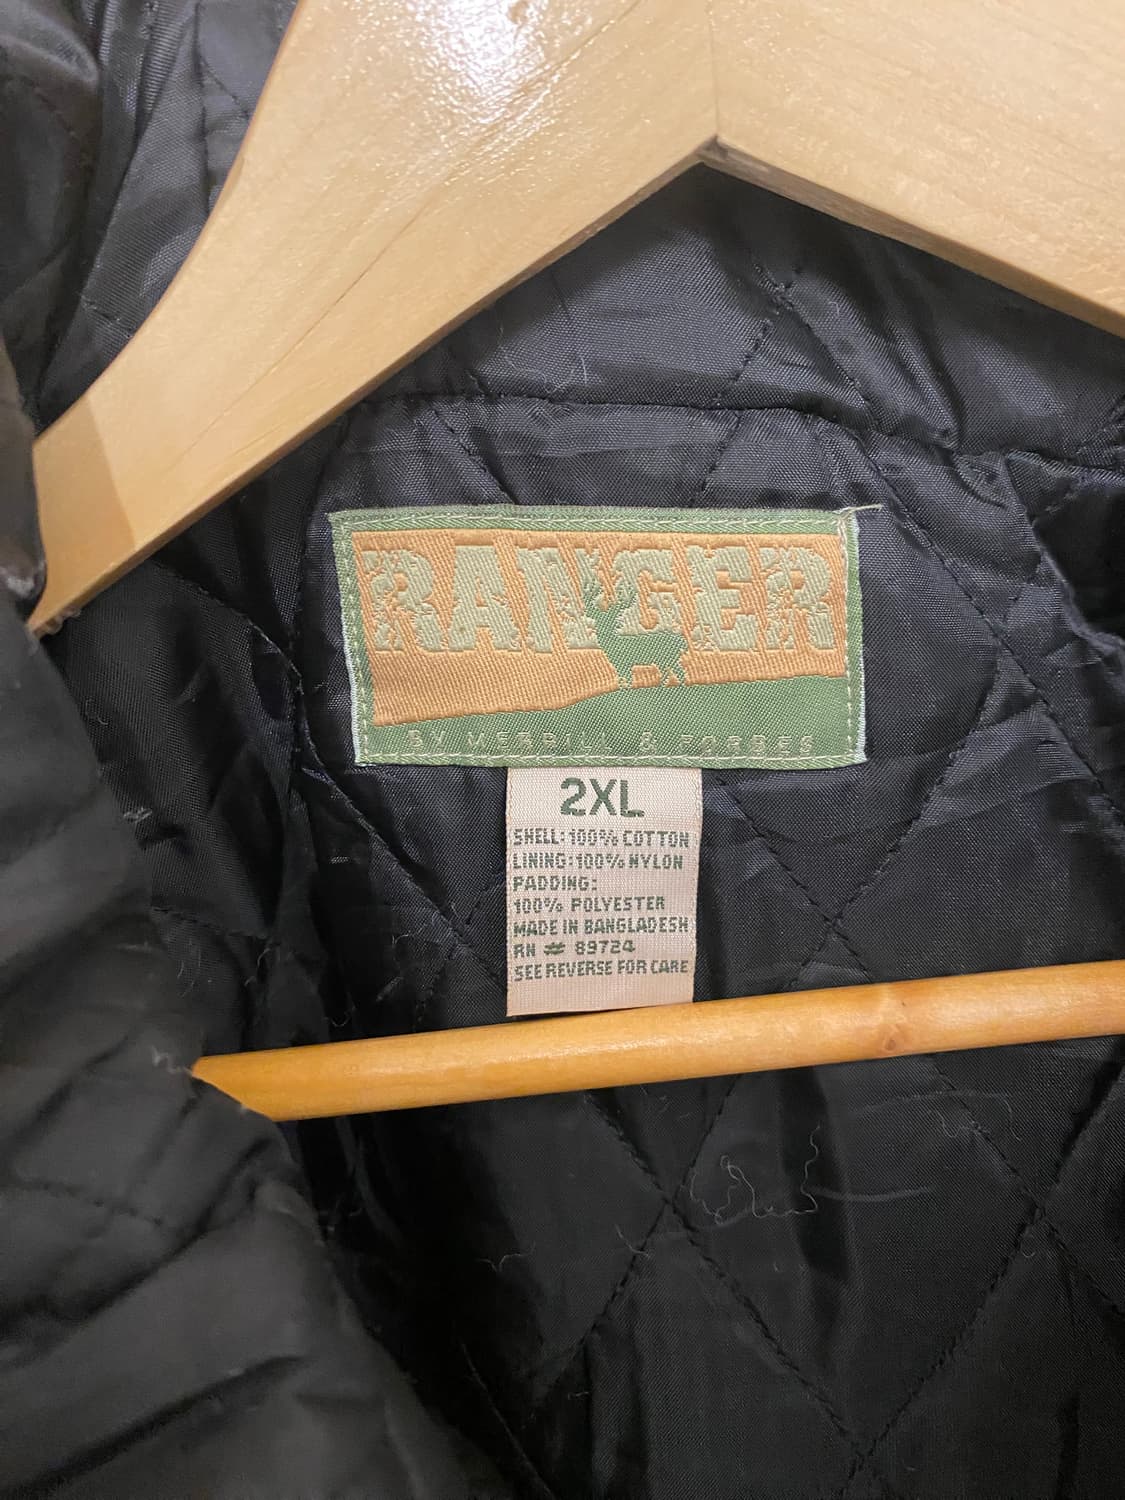 RANGER
BY MERRILL & FORBES
2XL
SHELL: 100% COTTON
LINING: 100% NYLON
PADDING:
100% POLYESTER
MADE IN BANGLADESH
RN # 89724
SEE REVERSE FOR CARE